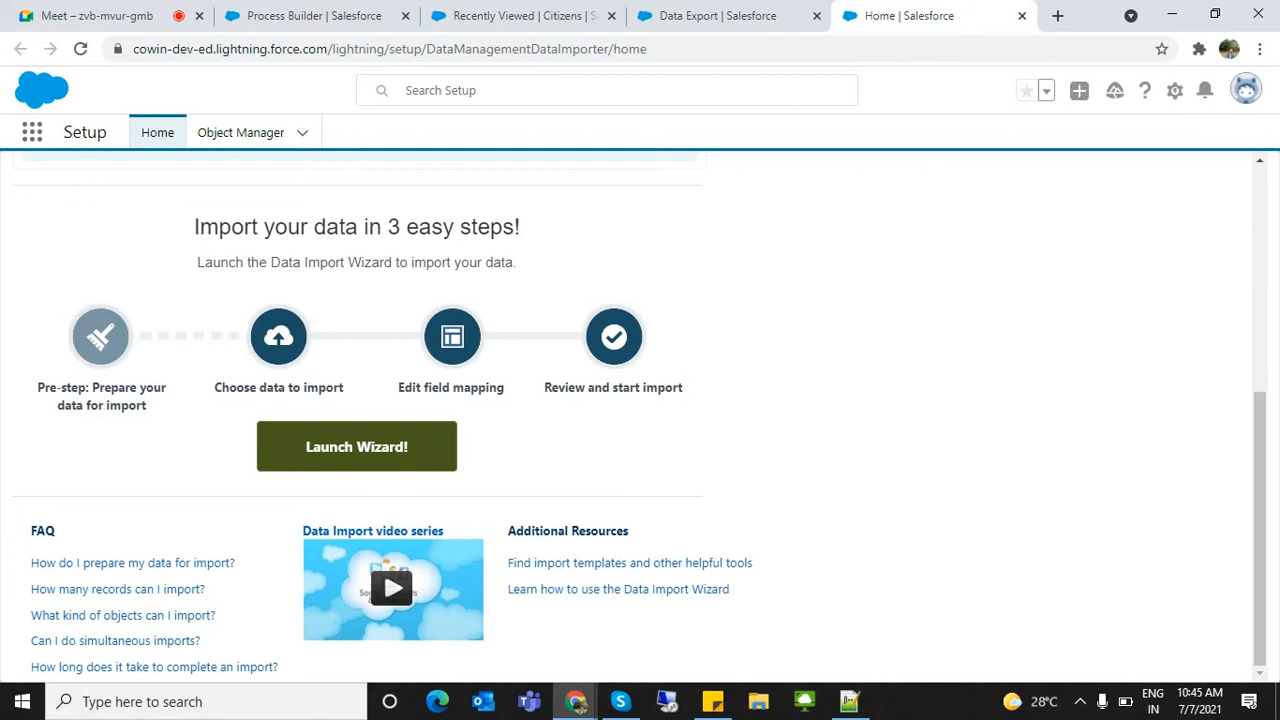 Meet – zvb-mvur-gmb
Process Builder | Salesforce
Recently Viewed | Citizens | S
Data Export | Salesforce
Home | Salesforce
cowin-dev-ed.lightning.force.com/lightning/setup/DataManagementDataImporter/home
Search Setup
Setup
Home
Object Manager
Import your data in 3 easy steps!
Launch the Data Import Wizard to import your data.
Pre-step: Prepare your
data for import
Choose data to import
Edit field mapping
Review and start import
Launch Wizard!
FAQ
How do I prepare my data for import?
How many records can I import?
What kind of objects can I import?
Can I do simultaneous imports?
How long does it take to complete an import?
Data Import video series
Additional Resources
Find import templates and other helpful tools
Learn how to use the Data Import Wizard
Type here to search
28°C
ENG
IN
10:45 AM
7/7/2021